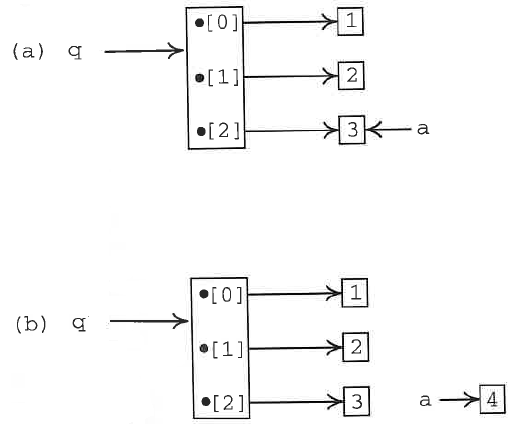 [0] 1
(a) q
[1] 2
[2] 3 a
[0] 1
(b) q
[1] 2
[2] 3 a 4